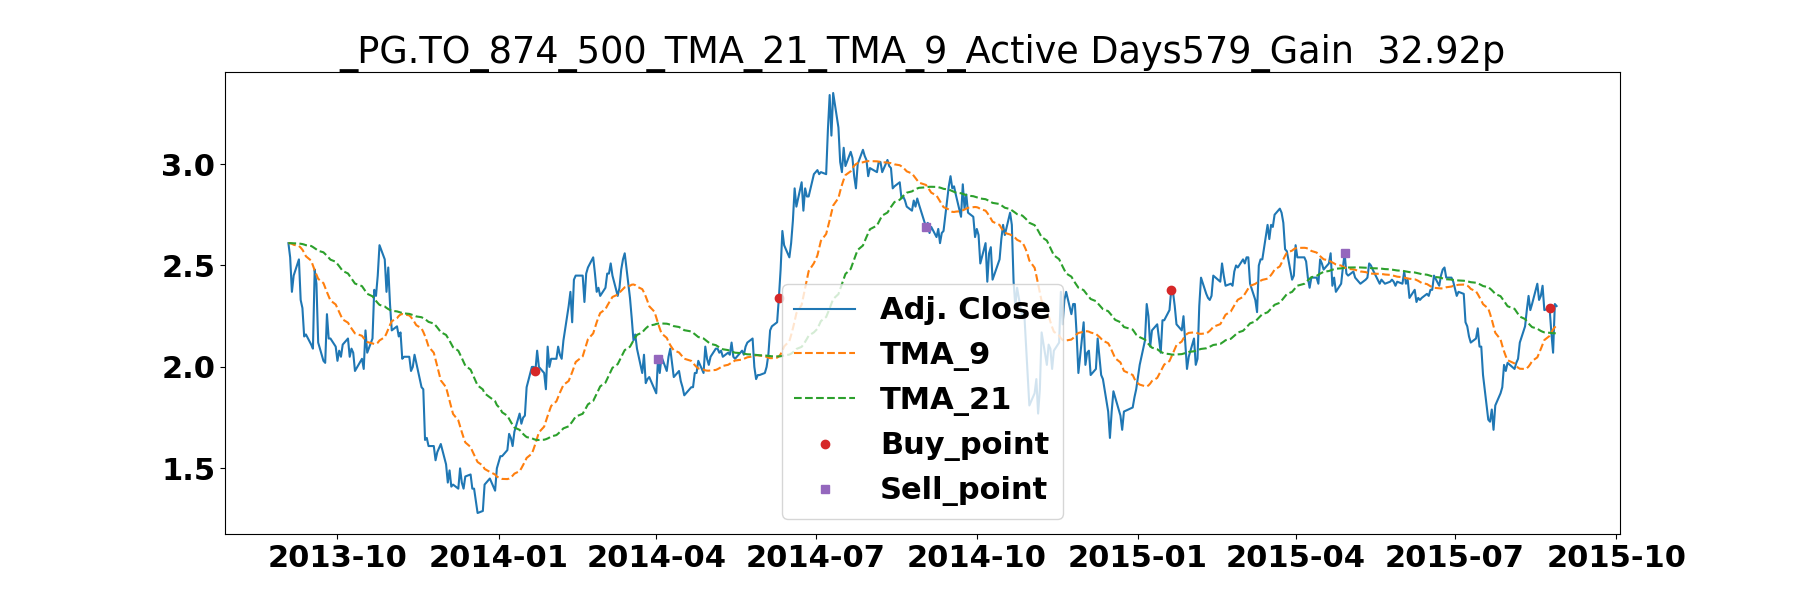 _PG.TO_874_500_TMA_21_TMA_9_Active Days579_Gain  32.92p
3.0
2.5
2.0
1.5
Adj. Close
TMA_9
TMA_21
Buy_point
Sell_point
2013-10 2014-01 2014-04 2014-07 2014-10 2015-01 2015-04 2015-07 2015-10